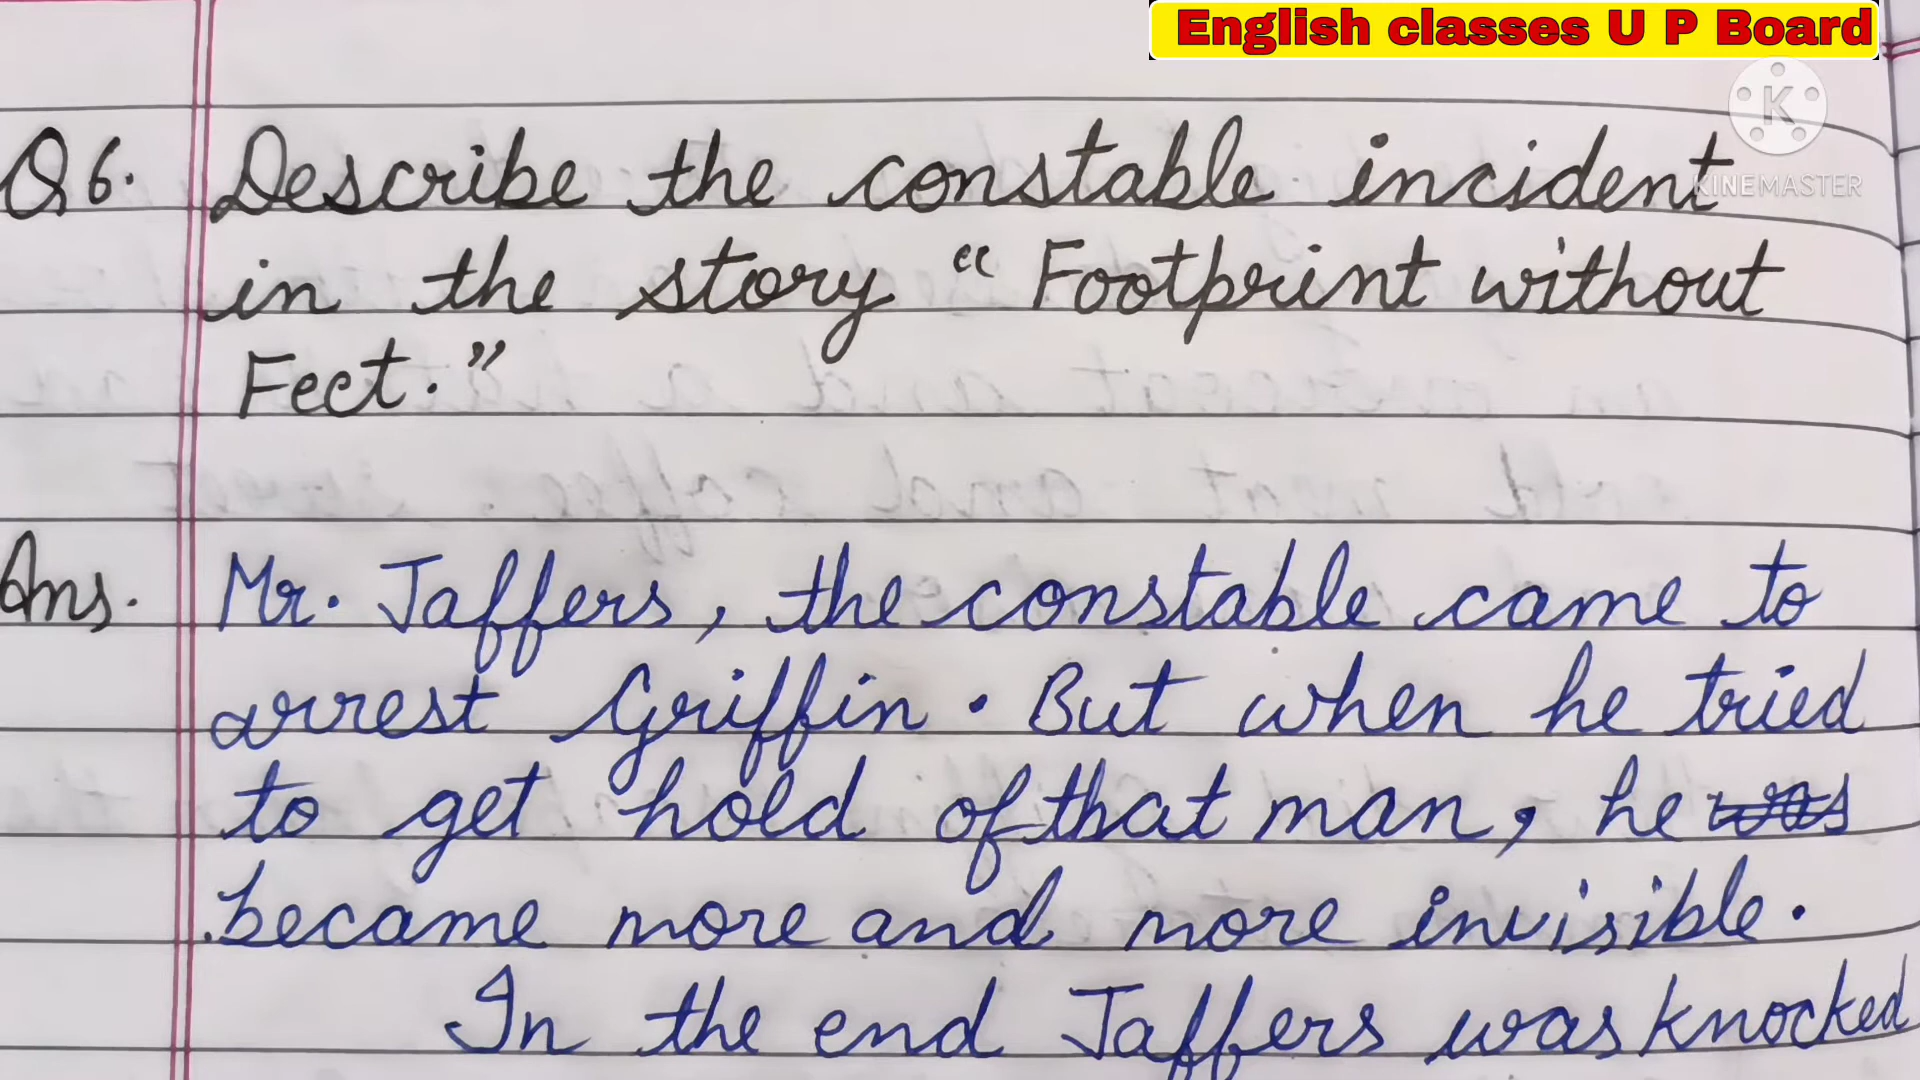 English classes U P Board
K
KINEMASTER
Q6. Describe the constable incident
in the story "Footprint without
Feet."
Ans. Mr. Jaffers, the constable came to
arrest Griffin. But when he tried
to get hold of that man, he was
became more and more invisible.
In the end Jaffers was knocked